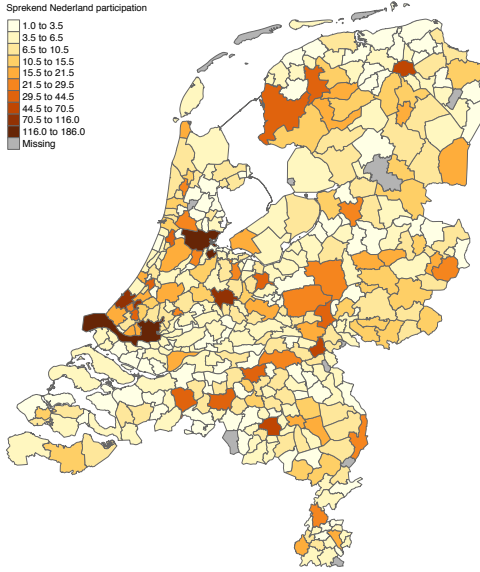 Sprekend Nederland participation
1.0 to 3.5
3.5 to 6.5
6.5 to 10.5
10.5 to 15.5
15.5 to 21.5
21.5 to 29.5
29.5 to 44.5
44.5 to 70.5
70.5 to 116.0
116.0 to 186.0
Missing